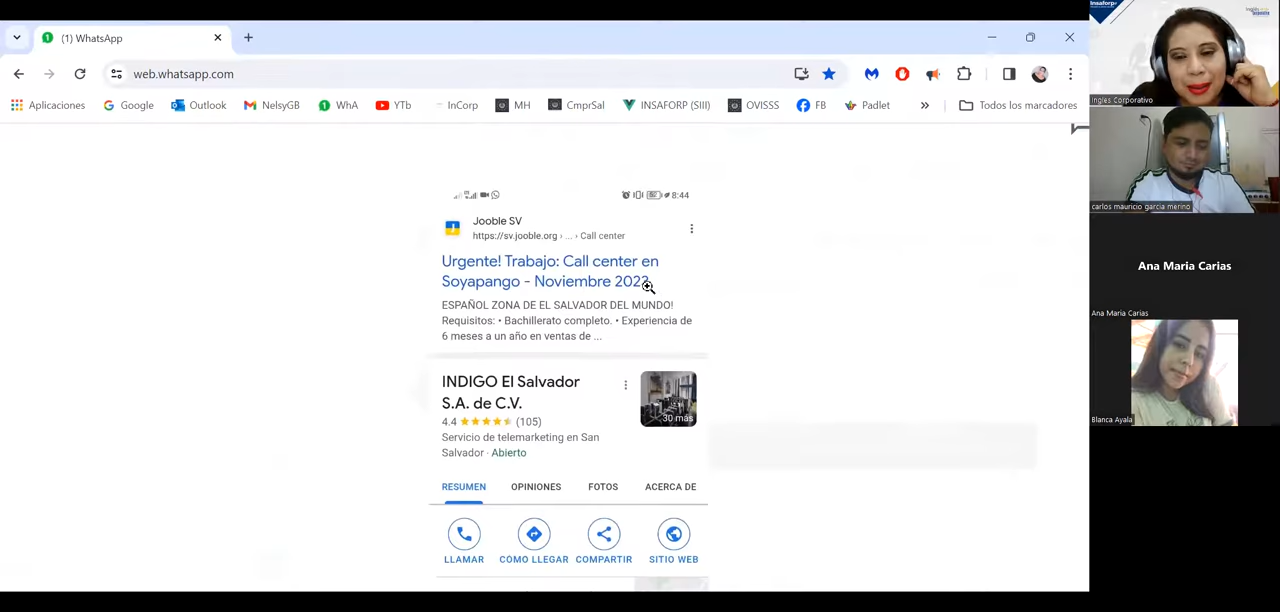 (1) WhatsApp
web.whatsapp.com
Aplicaciones Google Outlook NelsyGB WhA YTb InCorp MH CmprSal INSAFORP (SIII) OVISSS FB Padlet » Todos los marcadores
8:44
Jooble SV
https://sv.jooble.org › ... › Call center
Urgente! Trabajo: Call center en
Soyapango - Noviembre 2023
ESPAÑOL ZONA DE EL SALVADOR DEL MUNDO!
Requisitos: • Bachillerato completo. • Experiencia de
6 meses a un año en ventas de ...
INDIGO El Salvador
S.A. de C.V.
30 más
4.4 (105)
Servicio de telemarketing en San
Salvador · Abierto
RESUMEN OPINIONES FOTOS ACERCA DE
LLAMAR CÓMO LLEGAR COMPARTIR SITIO WEB
Insaforp
Ingles Corporativo
carlos mauricio garcia merino
Ana Maria Carias
Ana Maria Carias
Blanca Ayala